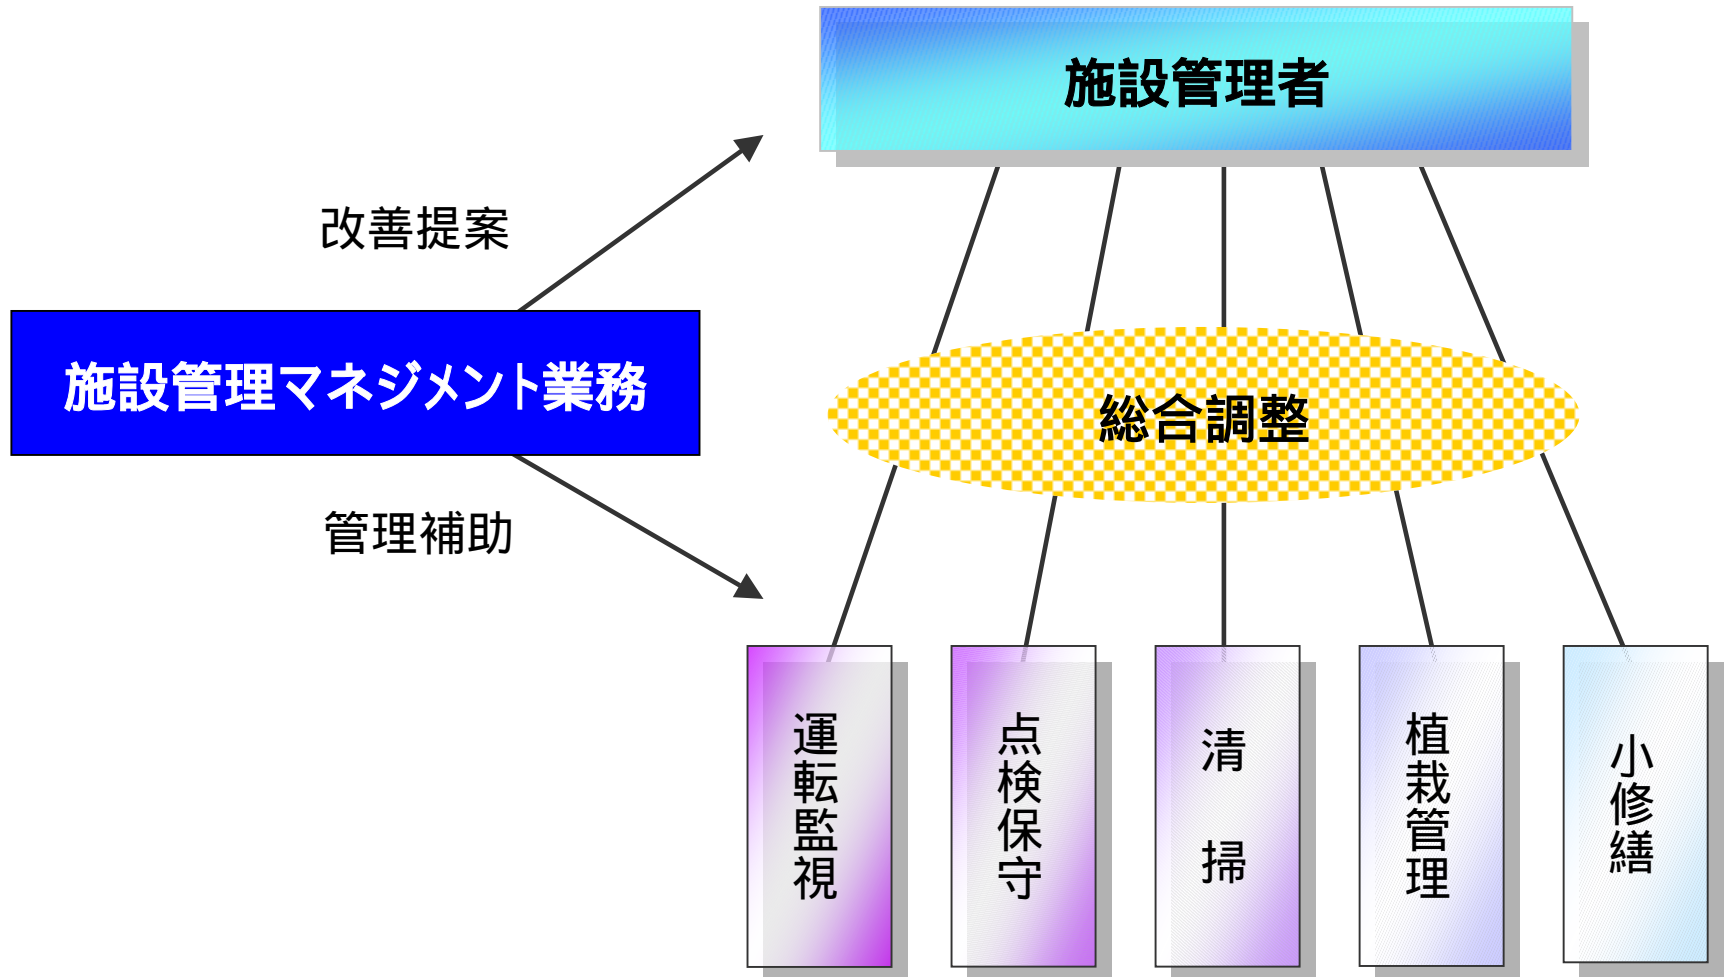 施設管理者
改善提案
施設管理マネジメント業務
総合調整
管理補助
運転監視
点検保守
清　掃
植栽管理
小修繕